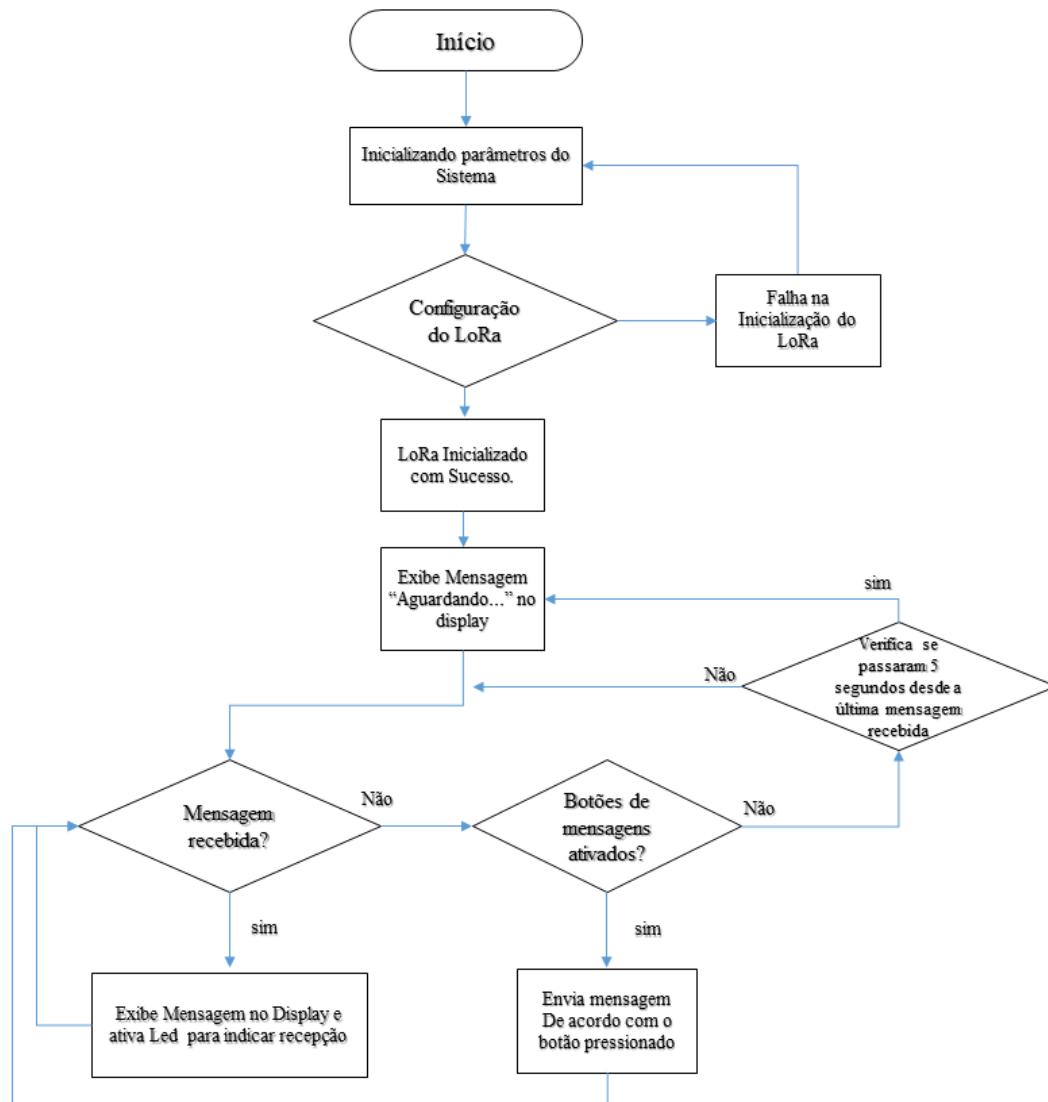 Início
Inicializando parâmetros do
Sistema
Configuração
do LoRa
Falha na
Inicialização do
LoRa
LoRa Inicializado
com Sucesso.
Exibe Mensagem
“Aguardando...” no
display
sim
Verifica se
passaram 5
segundos desde a
última mensagem
recebida
Não
Mensagem
recebida?
Não
Botões de
mensagens
ativados?
Não
sim
sim
Exibe Mensagem no Display e
ativa Led para indicar recepção
Envia mensagem
De acordo com o
botão pressionado